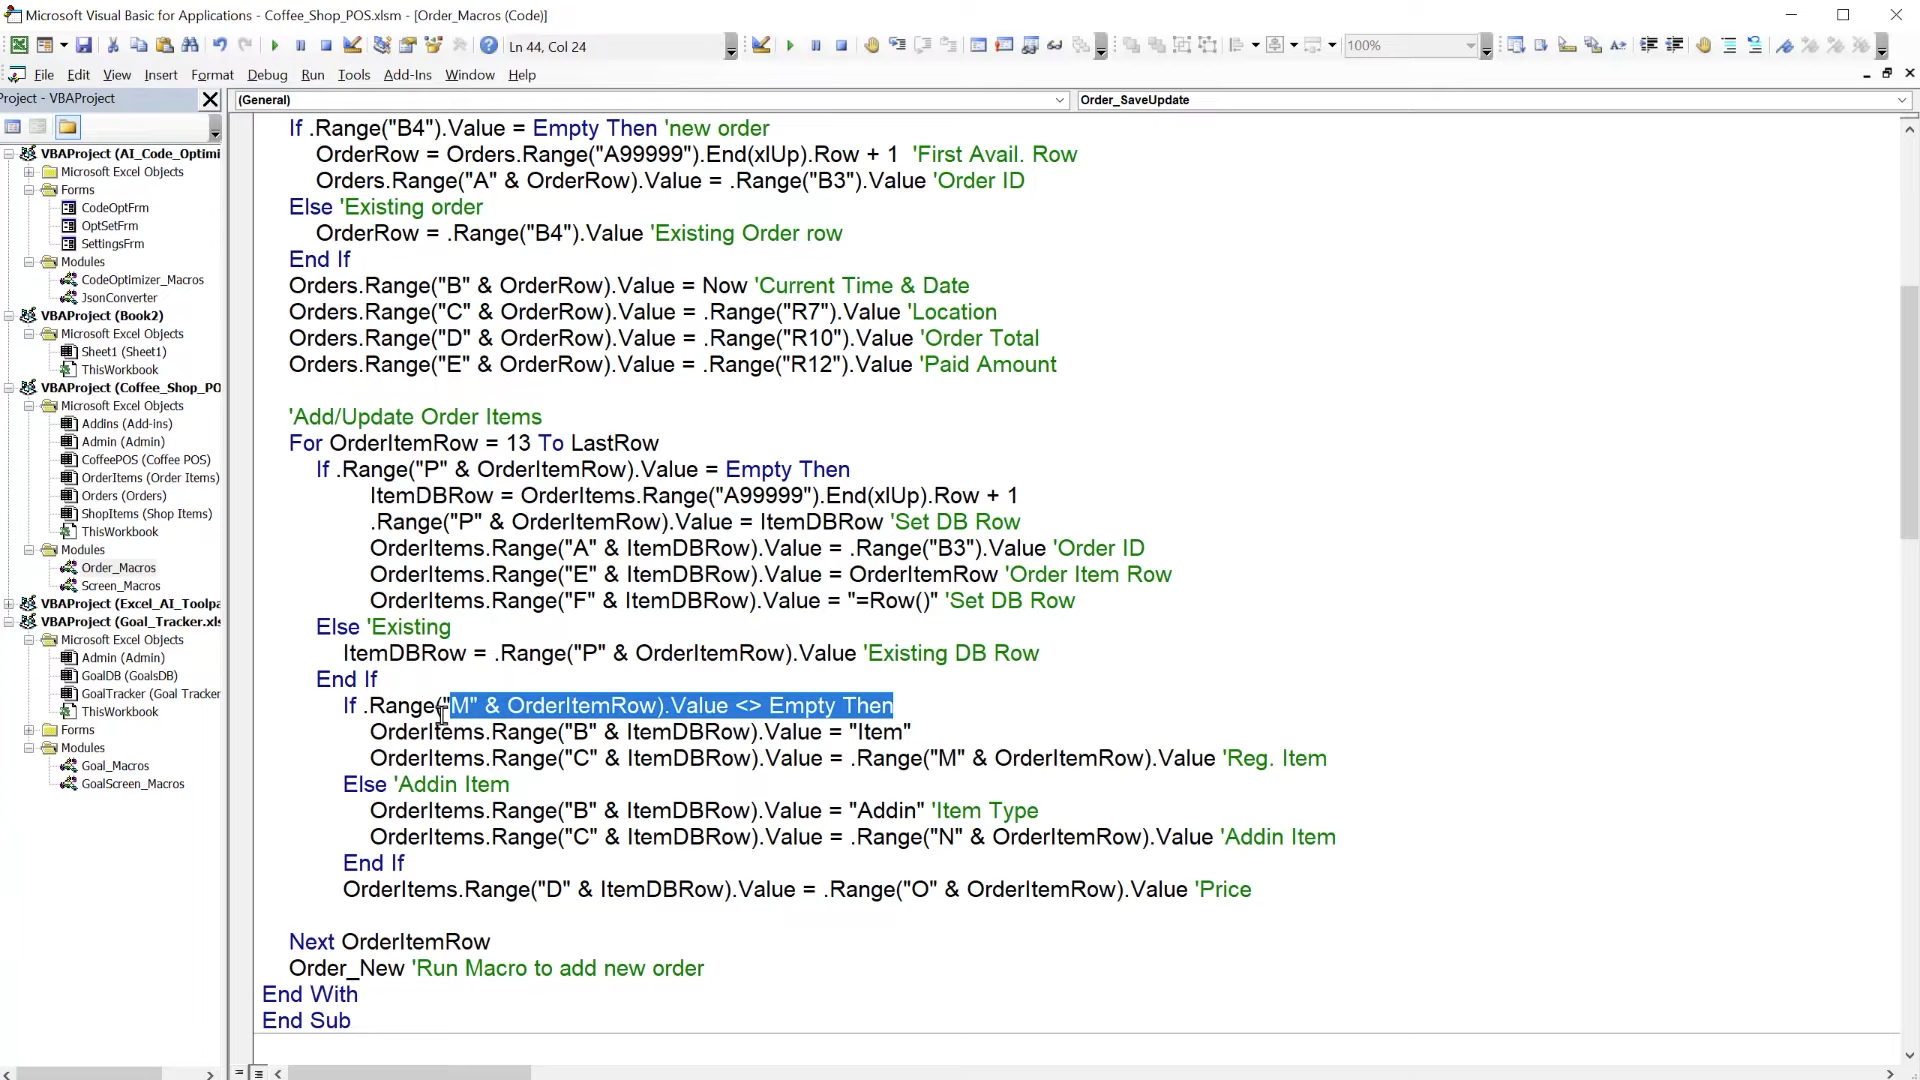 Microsoft Visual Basic for Applications - Coffee_Shop_POS.xlsm - [Order_Macros (Code)]
Ln 44, Col 24
100%
File Edit View Insert Format Debug Run Tools Add-Ins Window Help
Project - VBAProject
(General)
Order_SaveUpdate
VBAProject (AI_Code_Optimi
Microsoft Excel Objects
Forms
CodeOptFrm
OptSetFrm
SettingsFrm
Modules
CodeOptimizer_Macros
JsonConverter
VBAProject (Book2)
Microsoft Excel Objects
Sheet1 (Sheet1)
ThisWorkbook
VBAProject (Coffee_Shop_PO
Microsoft Excel Objects
Addins (Add-ins)
Admin (Admin)
CoffeePOS (Coffee POS)
OrderItems (Order Items)
Orders (Orders)
ShopItems (Shop Items)
ThisWorkbook
Modules
Order_Macros
Screen_Macros
VBAProject (Excel_AI_Toolpa
VBAProject (Goal_Tracker.xls
Microsoft Excel Objects
Admin (Admin)
GoalDB (GoalsDB)
GoalTracker (Goal Tracker
ThisWorkbook
Forms
Modules
Goal_Macros
GoalScreen_Macros
If .Range("B4").Value = Empty Then 'new order
OrderRow = Orders.Range("A99999").End(xlUp).Row + 1 'First Avail. Row
Orders.Range("A" & OrderRow).Value = .Range("B3").Value 'Order ID
Else 'Existing order
OrderRow = .Range("B4").Value 'Existing Order row
End If
Orders.Range("B" & OrderRow).Value = Now 'Current Time & Date
Orders.Range("C" & OrderRow).Value = .Range("R7").Value 'Location
Orders.Range("D" & OrderRow).Value = .Range("R10").Value 'Order Total
Orders.Range("E" & OrderRow).Value = .Range("R12").Value 'Paid Amount
'Add/Update Order Items
For OrderItemRow = 13 To LastRow
If .Range("P" & OrderItemRow).Value = Empty Then
ItemDBRow = OrderItems.Range("A99999").End(xlUp).Row + 1
.Range("P" & OrderItemRow).Value = ItemDBRow 'Set DB Row
OrderItems.Range("A" & ItemDBRow).Value = .Range("B3").Value 'Order ID
OrderItems.Range("E" & ItemDBRow).Value = OrderItemRow 'Order Item Row
OrderItems.Range("F" & ItemDBRow).Value = "=Row()" 'Set DB Row
Else 'Existing
ItemDBRow = .Range("P" & OrderItemRow).Value 'Existing DB Row
End If
If .Range("M" & OrderItemRow).Value <> Empty Then
OrderItems.Range("B" & ItemDBRow).Value = "Item"
OrderItems.Range("C" & ItemDBRow).Value = .Range("M" & OrderItemRow).Value 'Reg. Item
Else 'Addin Item
OrderItems.Range("B" & ItemDBRow).Value = "Addin" 'Item Type
OrderItems.Range("C" & ItemDBRow).Value = .Range("N" & OrderItemRow).Value 'Addin Item
End If
OrderItems.Range("D" & ItemDBRow).Value = .Range("O" & OrderItemRow).Value 'Price
Next OrderItemRow
Order_New 'Run Macro to add new order
End With
End Sub